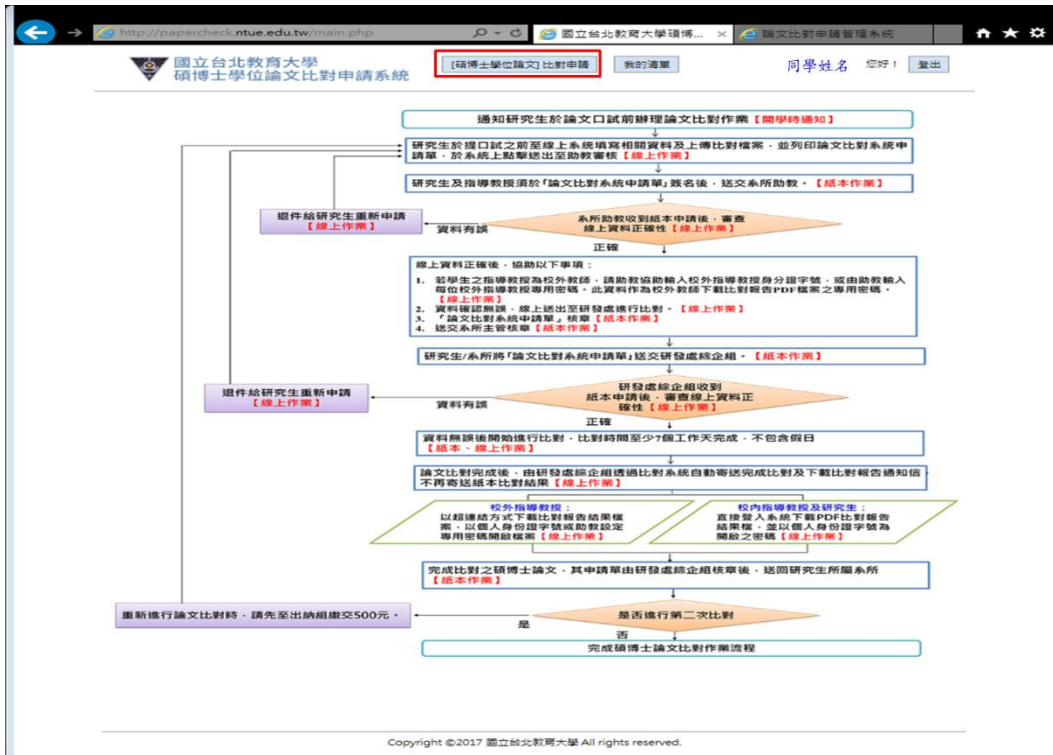 http://papercheck.ntue.edu.tw/main.php
國立台北教育大學碩博...
論文比對申請管理系統
國立台北教育大學
碩博士學位論文比對申請系統
[碩博士學位論文] 比對申請
我的清單
同學姓名 您好!
登出
通知研究生於論文口試前辦理論文比對作業【開學時通知】
研究生於提口試之前至線上系統填寫相關資料及上傳比對檔案,並列印論文比對系統申
請單,於系統上點擊送出至助教審核【線上作業】
研究生及指導教授須於「論文比對系統申請單」簽名後,送交系所助教。【紙本作業】
退件給研究生重新申請
【線上作業】
資料有誤
系所助教收到紙本申請後,審查
線上資料正確性【線上作業】
正確
線上資料正確後,協助以下事項:
1. 若學生之指導教授為校外教師,請助教協助輸入校外指導教授身分證字號,或由助教輸入
每位校外指導教授專用密碼。此資料作為校外教師下載比對報告PDF檔案之專用密碼。
【線上作業】
2. 資料確認無誤,線上送出至研發處進行比對。【線上作業】
3. 「論文比對系統申請單」核章【紙本作業】
4. 送交系所主管核章【紙本作業】
研究生/系所將「論文比對系統申請單」送交研發處綜企組。【紙本作業】
退件給研究生重新申請
【線上作業】
資料有誤
研發處綜企組收到
紙本申請後,審查線上資料正
確性【線上作業】
正確
資料無誤後開始進行比對,比對時間至少7個工作天完成,不包含假日
【紙本、線上作業】
論文比對完成後,由研發處綜企組透過比對系統自動寄送完成比對及下載比對報告通知信,
不再寄送紙本比對結果【線上作業】
校外指導教授:
以超連結方式下載比對報告結果檔
案,以個人身份證字號或助教設定
專用密碼開啟檔案【線上作業】
校內指導教授及研究生:
直接登入系統下載PDF比對報告
結果檔,並以個人身份證字號為
開啟之密碼【線上作業】
完成比對之碩博士論文,其申請單由研發處綜企組核章後,送回研究生所屬系所
【紙本作業】
重新進行論文比對時,請先至出納組繳交500元。
是
是否進行第二次比對
否
完成碩博士論文比對作業流程
Copyright ©2017 國立台北教育大學 All rights reserved.